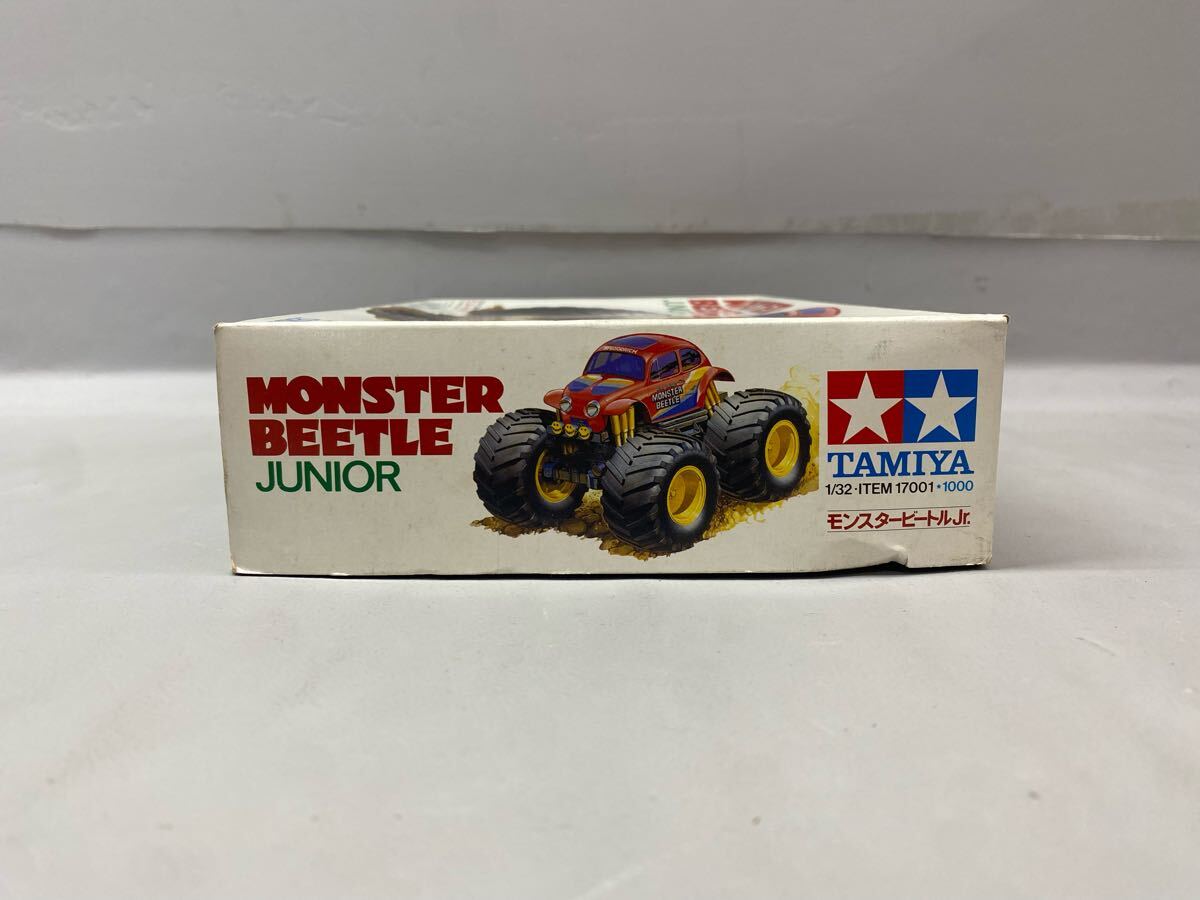 MONSTER
BEETLE
JUNIOR
BFGOODRICH
MONSTER
BEETLE
TAMIYA
1/32・ITEM 17001★1000
モンスタービートルJr.